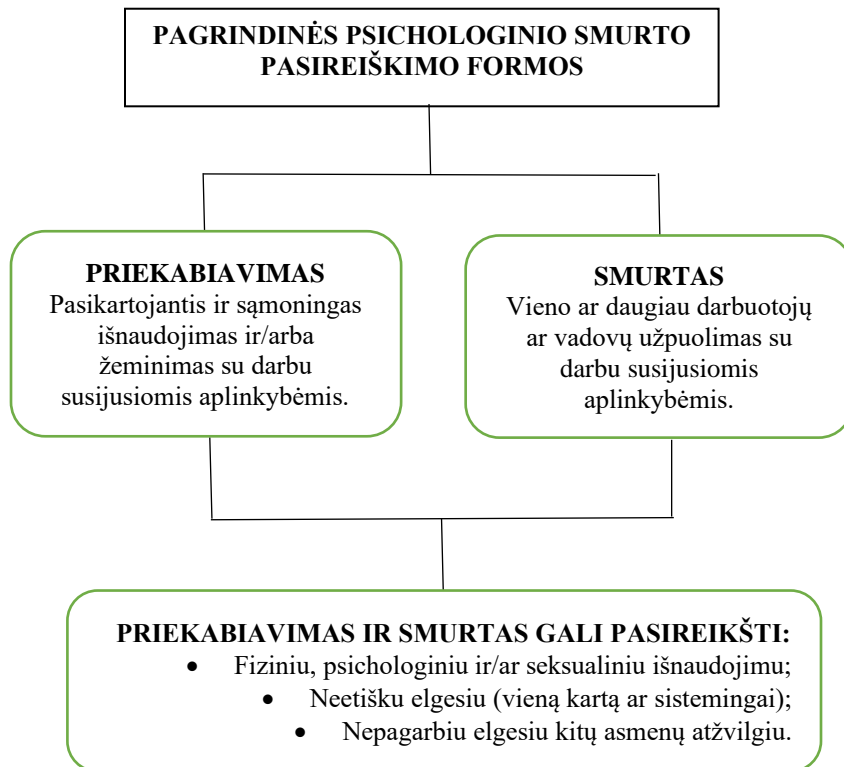 PAGRINDINĖS PSICHOLOGINIO SMURTO
PASIREIŠKIMO FORMOS
PRIEKABIAVIMAS
Pasikartojantis ir sąmoningas
išnaudojimas ir/arba
žeminimas su darbu
susijusiomis aplinkybėmis.
SMURTAS
Vieno ar daugiau darbuotojų
ar vadovų užpuolimas su
darbu susijusiomis
aplinkybėmis.
PRIEKABIAVIMAS IR SMURTAS GALI PASIREIKŠTI:
• Fiziniu, psichologiniu ir/ar seksualiniu išnaudojimu;
• Neetišku elgesiu (vieną kartą ar sistemingai);
• Nepagarbiu elgesiu kitų asmenų atžvilgiu.